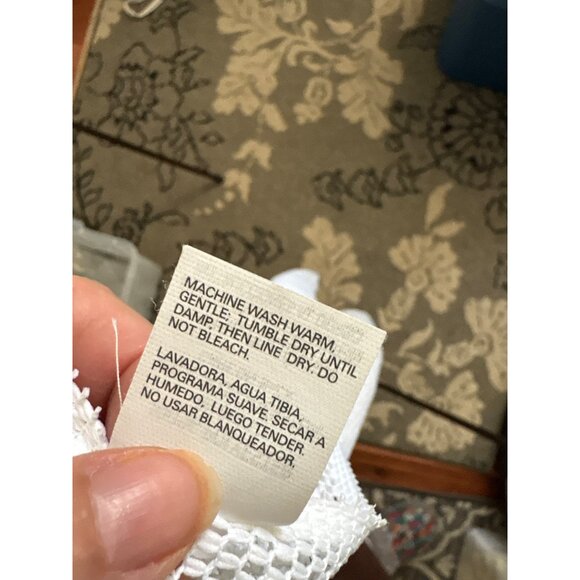 MACHINE WASH WARM,
GENTLE. TUMBLE DRY UNTIL
DAMP. THEN LINE DRY. DO
NOT BLEACH.
LAVADORA, AGUA TIBIA,
PROGRAMA SUAVE. SECAR A
HUMEDO. LUEGO TENDER.
NO USAR BLANQUEADOR.